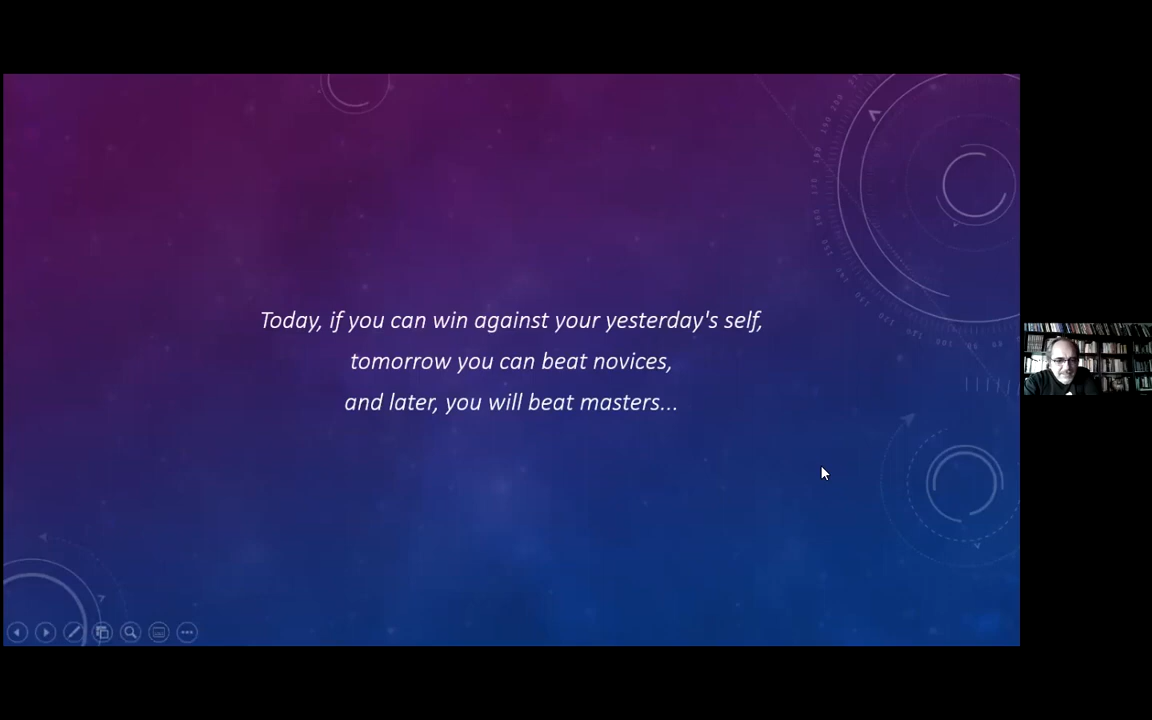 Today, if you can win against your yesterday's self,
tomorrow you can beat novices,
and later, you will beat masters...